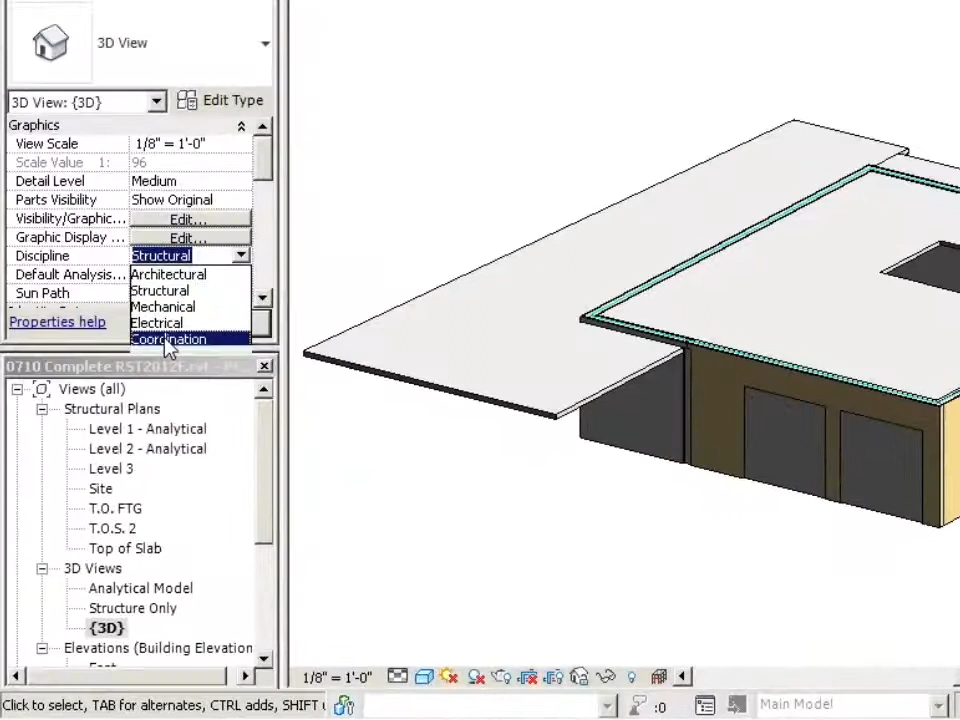 3D View
3D View: {3D}
Edit Type
Graphics
View Scale 1/8" = 1'-0"
Scale Value 1: 96
Detail Level Medium
Parts Visibility Show Original
Visibility/Graphic... Edit...
Graphic Display ... Edit...
Discipline Structural
Default Analysis... Architectural
Structural
Sun Path
Mechanical
Electrical
Properties help
Coordination
0710 Complete RST2012F.rvt -
Views (all)
Structural Plans
Level 1 - Analytical
Level 2 - Analytical
Level 3
Site
T.O. FTG
T.O.S. 2
Top of Slab
3D Views
Analytical Model
Structure Only
{3D}
Elevations (Building Elevation
East
1/8" = 1'-0"
Click to select, TAB for alternates, CTRL adds, SHIFT u
:0
Main Model